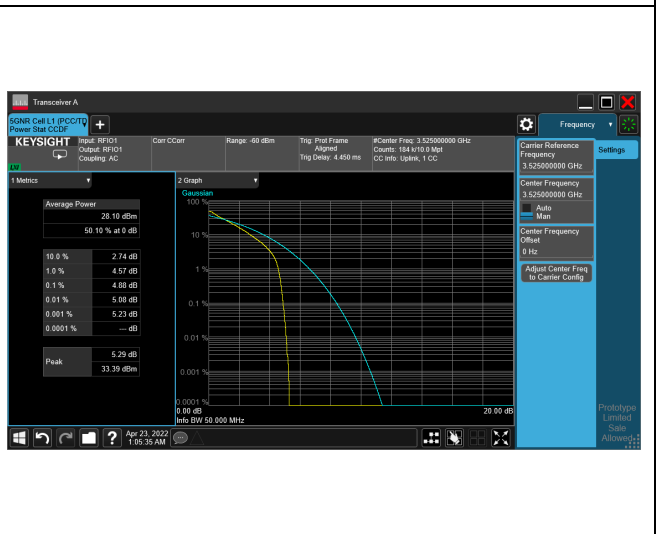 Transceiver A
5GNR Cell L1 (PCC/TD
Power Stat CCDF
+
Frequency
KEYSIGHT
LXI
Input: RFIO1
Output: RFIO1
Coupling: AC
Corr CCorr
Range: -60 dBm
Trig: Prot Frame
Aligned
Trig Delay: 4.450 ms
#Center Freq: 3.525000000 GHz
Counts: 184 k/10.0 Mpt
CC Info: Uplink, 1 CC
1 Metrics
Average Power
28.10 dBm
50.10 % at 0 dB
10.0 % 2.74 dB
1.0 % 4.57 dB
0.1 % 4.88 dB
0.01 % 5.08 dB
0.001 % 5.23 dB
0.0001 % --- dB
Peak
5.29 dB
33.39 dBm
2 Graph
Gaussian
100 %
10 %
1 %
0.1 %
0.01 %
0.001 %
0.0001 %
0.00 dB 20.00 dB
Info BW 50.000 MHz
Carrier Reference
Frequency
3.525000000 GHz
Center Frequency
3.525000000 GHz
Auto
Man
Center Frequency
Offset
0 Hz
Adjust Center Freq
to Carrier Config
Settings
Prototype
Limited
Sale
Allowed
?
Apr 23, 2022
1:05:35 AM